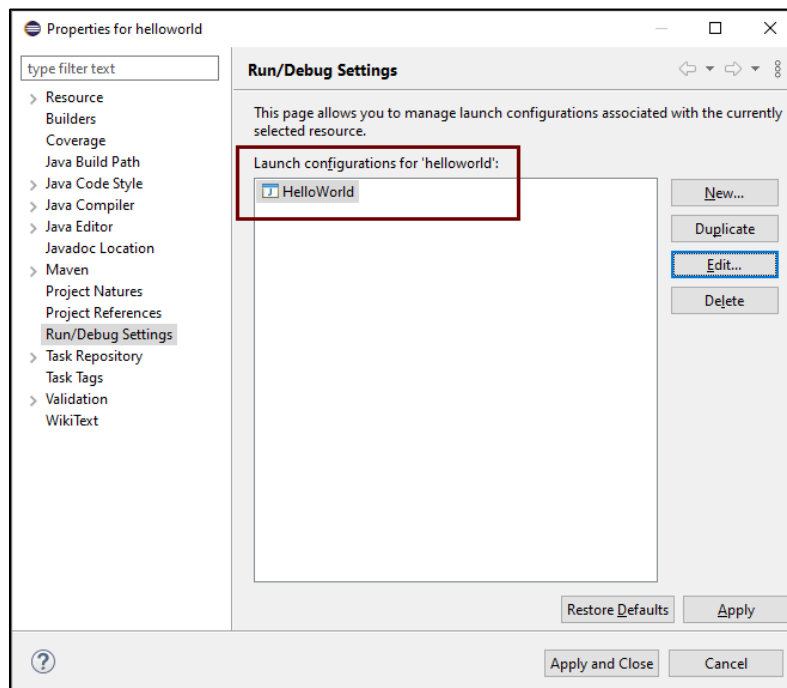 Properties for helloworld
type filter text
Resource
Builders
Coverage
Java Build Path
Java Code Style
Java Compiler
Java Editor
Javadoc Location
Maven
Project Natures
Project References
Run/Debug Settings
Task Repository
Task Tags
Validation
WikiText
Run/Debug Settings
This page allows you to manage launch configurations associated with the currently
selected resource.
Launch configurations for 'helloworld':
HelloWorld
New...
Duplicate
Edit...
Delete
Restore Defaults
Apply
Apply and Close
Cancel